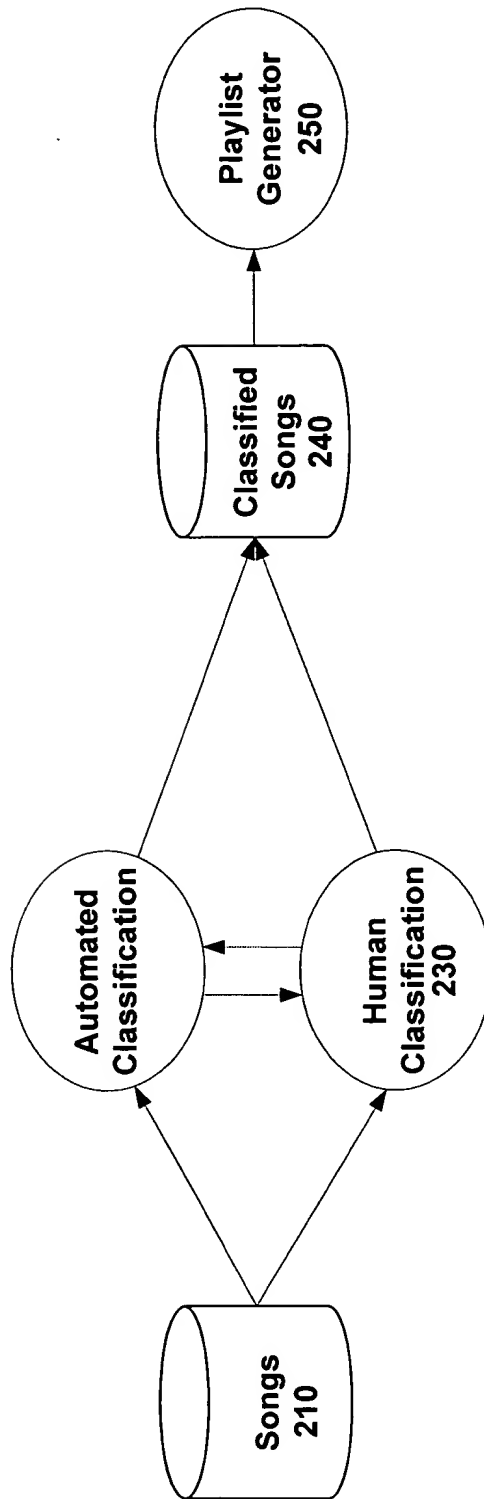 Songs
210
Automated
Classification
Human
Classification
230
Classified
Songs
240
Playlist
Generator
250